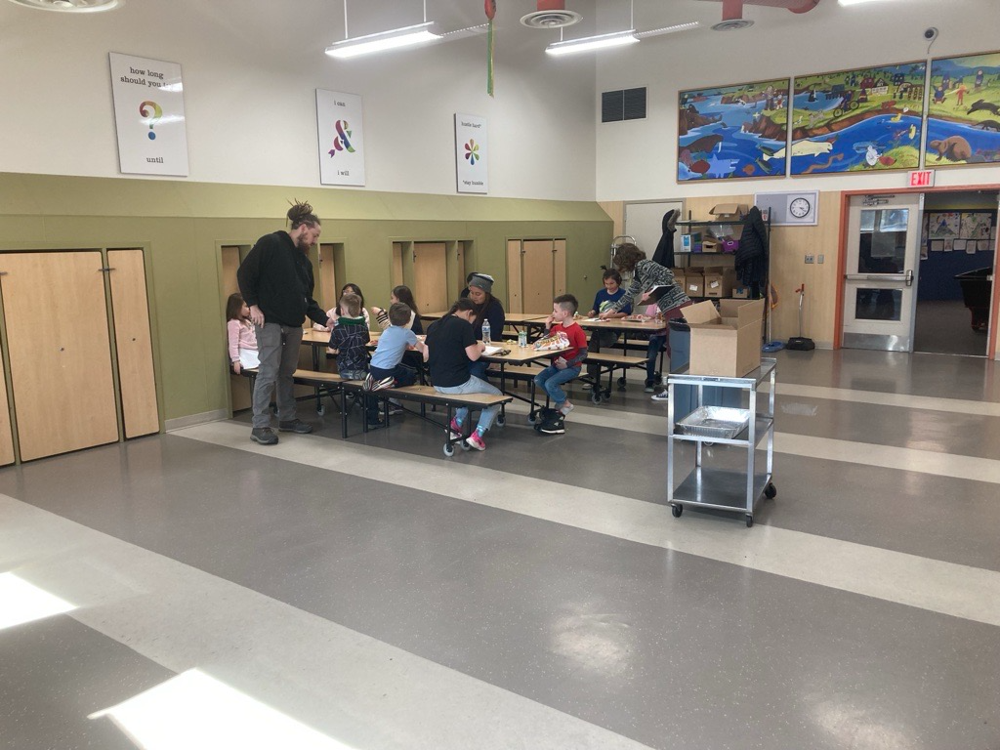 how long
should you
?
until
i can
&
i will
hustle hard*
*
*stay humble
EXIT